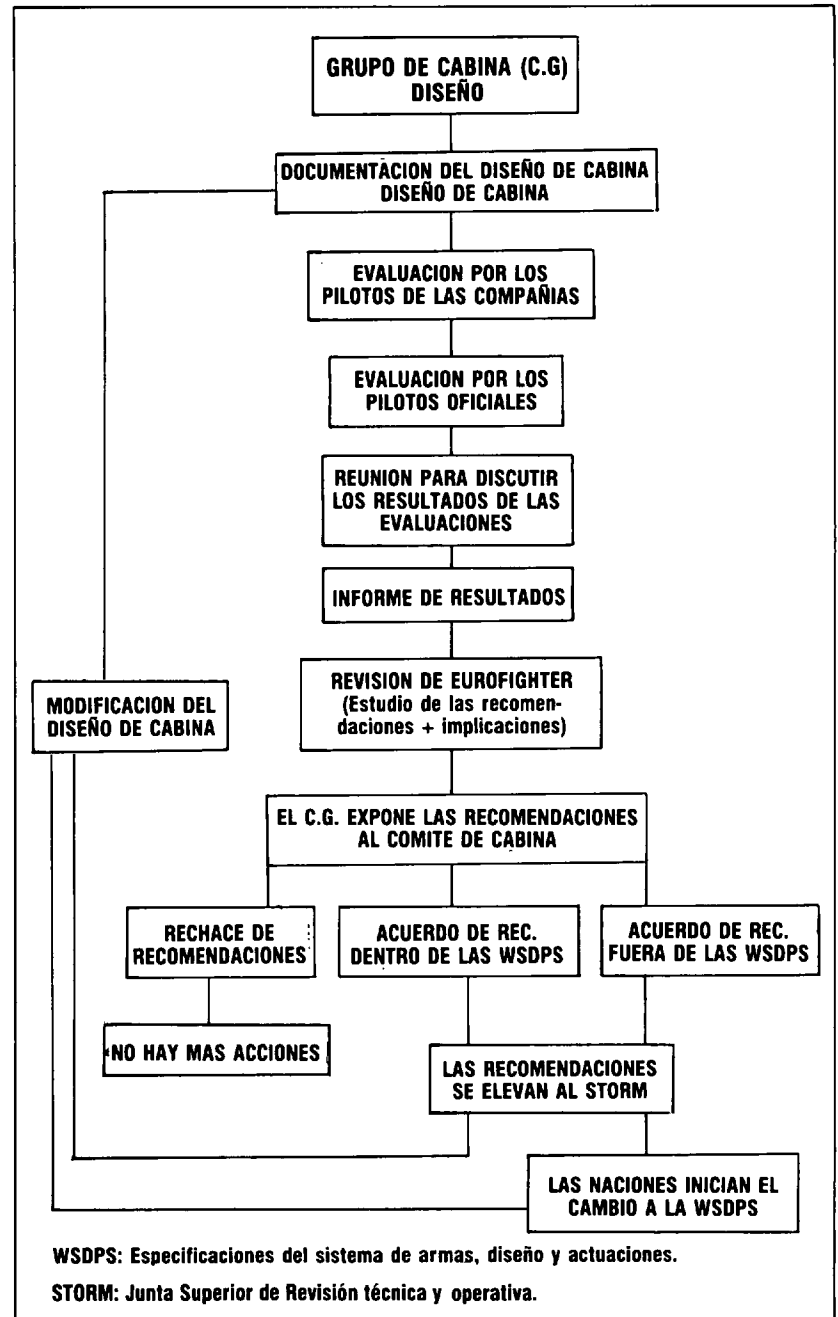 GRUPO DE CABINA (C.G)
DISEÑO
DOCUMENTACION DEL DISEÑO DE CABINA
DISEÑO DE CABINA
EVALUACION POR LOS
PILOTOS DE LAS COMPAÑIAS
EVALUACION POR LOS
PILOTOS OFICIALES
REUNION PARA DISCUTIR
LOS RESULTADOS DE LAS
EVALUACIONES
INFORME DE RESULTADOS
MODIFICACION DEL
DISEÑO DE CABINA
REVISION DE EUROFIGHTER
(Estudio de las recomen-
daciones + implicaciones)
EL C.G. EXPONE LAS RECOMENDACIONES
AL COMITE DE CABINA
RECHACE DE
RECOMENDACIONES
ACUERDO DE REC.
DENTRO DE LAS WSDPS
ACUERDO DE REC.
FUERA DE LAS WSDPS
NO HAY MAS ACCIONES
LAS RECOMENDACIONES
SE ELEVAN AL STORM
LAS NACIONES INICIAN EL
CAMBIO A LA WSDPS
WSDPS: Especificaciones del sistema de armas, diseño y actuaciones.
STORM: Junta Superior de Revisión técnica y operativa.